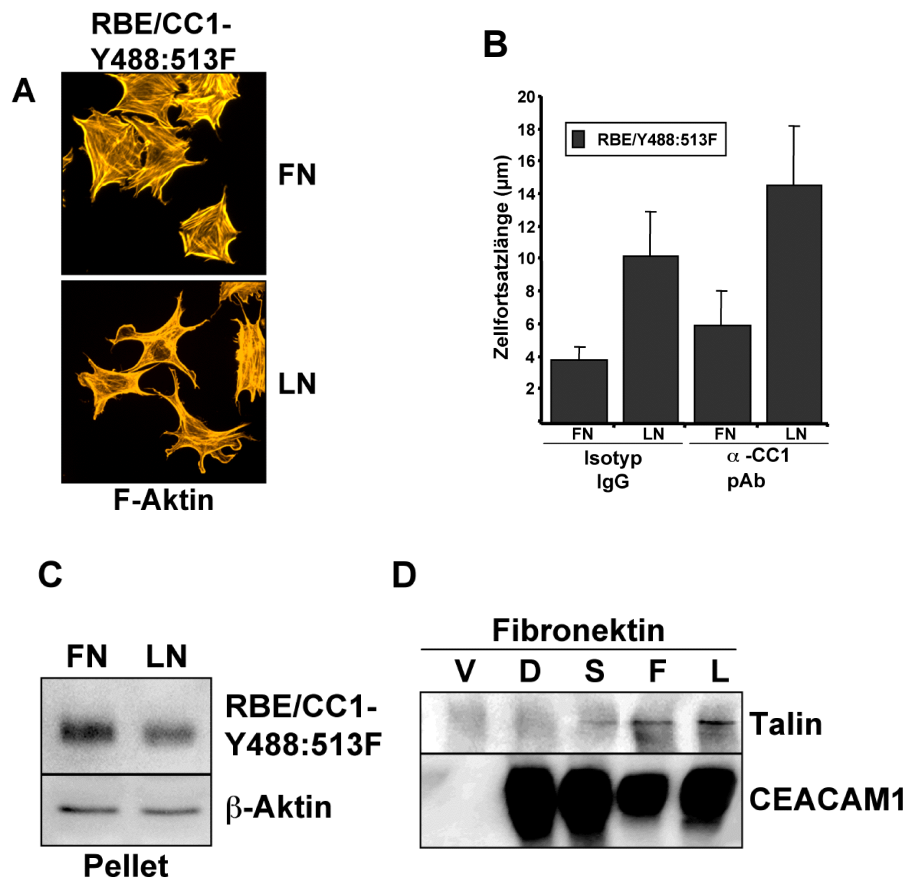 RBE/CC1-
Y488:513F
A
FN
LN
F-Aktin
B
Zellfortsatzlänge (µm)
20
18
16
14
12
10
8
6
4
2
RBE/Y488:513F
FN LN FN LN
Isotyp α -CC1
IgG pAb
C
FN LN
RBE/CC1-
Y488:513F
β-Aktin
Pellet
D
Fibronektin
V D S F L
Talin
CEACAM1